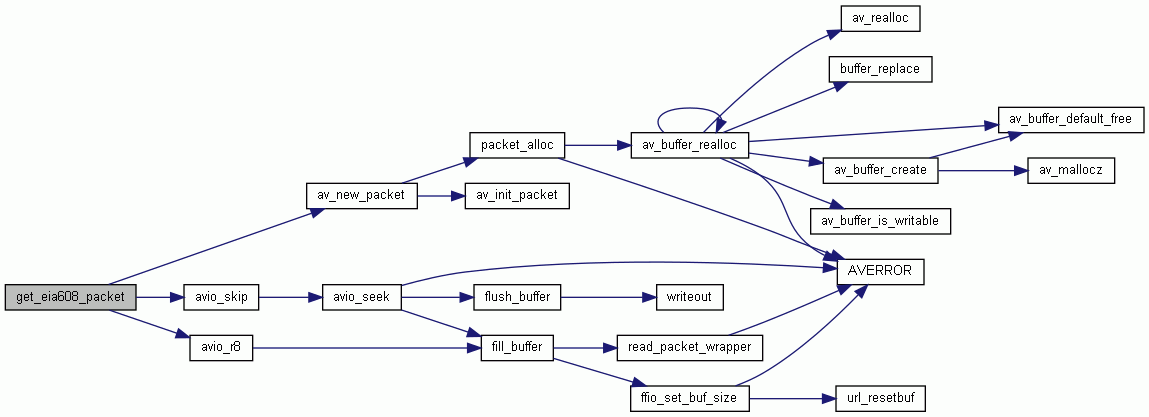 av_realloc
buffer_replace
av_buffer_default_free
packet_alloc
av_buffer_realloc
av_buffer_create
av_mallocz
av_new_packet
av_init_packet
av_buffer_is_writable
AVERROR
get_eia608_packet
avio_skip
avio_seek
flush_buffer
writeout
avio_r8
fill_buffer
read_packet_wrapper
ffio_set_buf_size
url_resetbuf